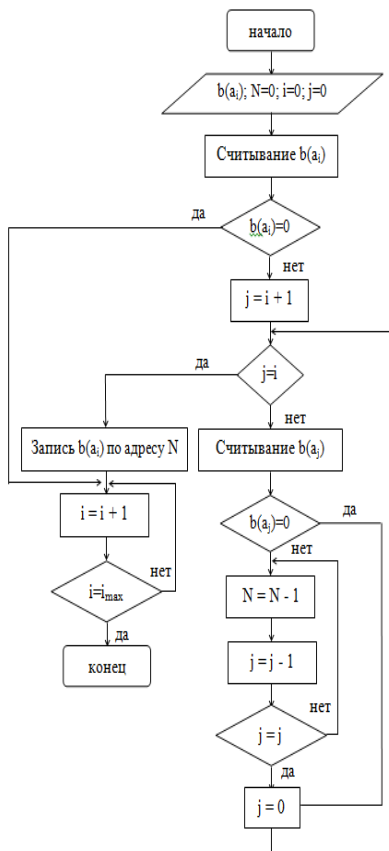 начало
b(aᵢ); N=0; i=0; j=0
Считывание b(aᵢ)
да
b(aᵢ)=0
нет
j = i + 1
да
j=i
нет
Запись b(aᵢ) по адресу N
Считывание b(aⱼ)
i = i + 1
b(aⱼ)=0
да
нет
i=iₘₐₓ
нет
N = N - 1
да
конец
j = j - 1
нет
j = j
да
j = 0